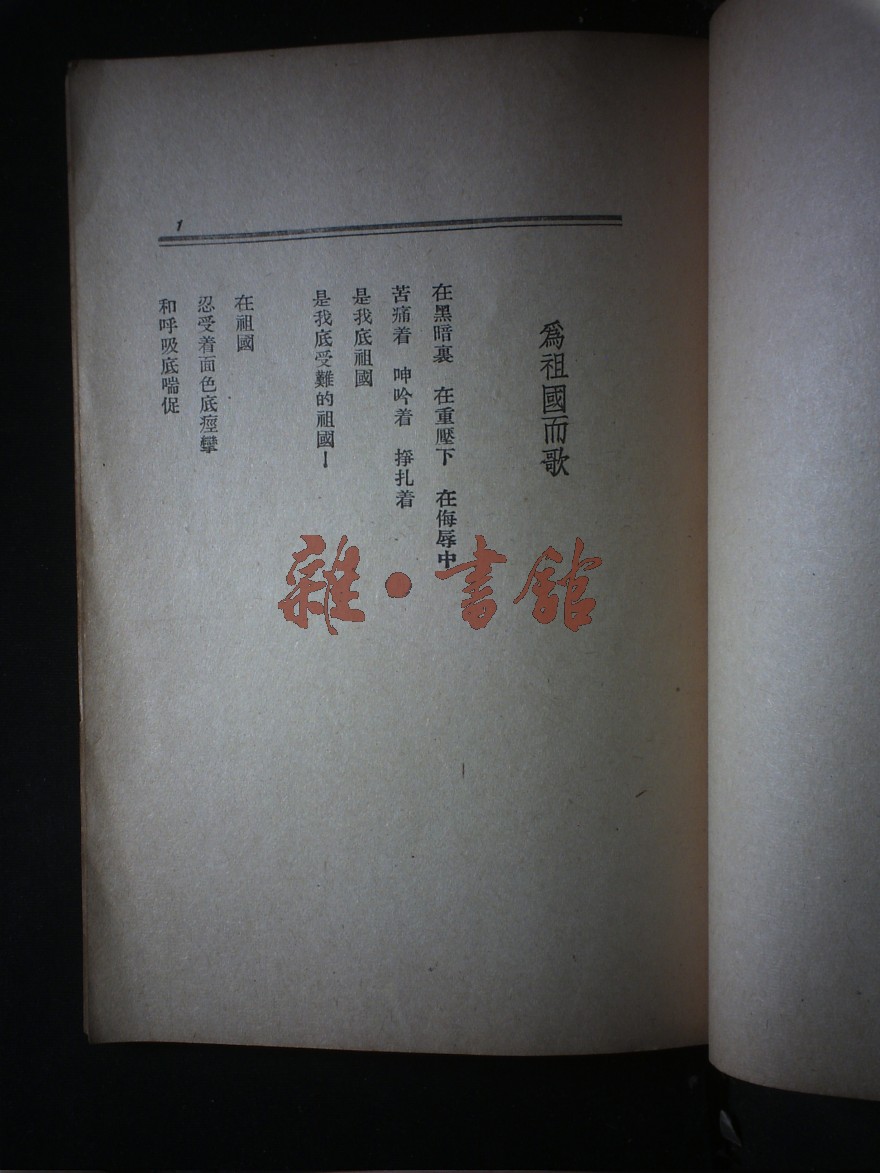 1
爲祖國而歌
在黑暗裏　在重壓下　在侮辱中
苦痛着　呻吟着　掙扎着
是我底祖國
是我底受難的祖國！
在祖國
忍受着面色底痙攣
和呼吸底喘促
雜·書館